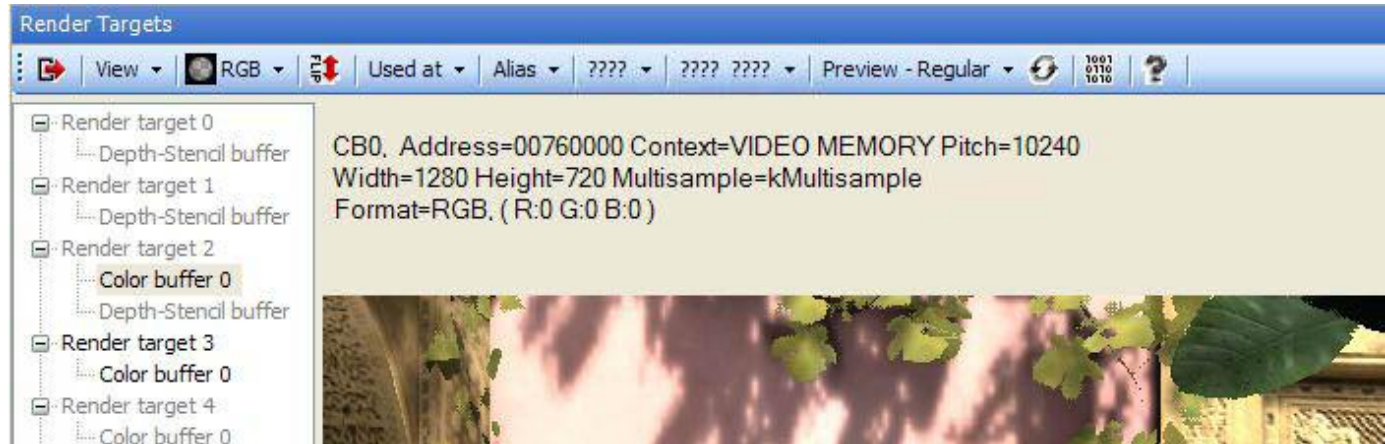 Render Targets
View RGB Used at Alias ???? ???? ???? Preview - Regular 1001 0110 1010 ?
Render target 0
Depth-Stencil buffer
Render target 1
Depth-Stencil buffer
Render target 2
Color buffer 0
Depth-Stencil buffer
Render target 3
Color buffer 0
Render target 4
Color buffer 0
CB0, Address=00760000 Context=VIDEO MEMORY Pitch=10240
Width=1280 Height=720 Multisample=kMultisample
Format=RGB, ( R:0 G:0 B:0 )